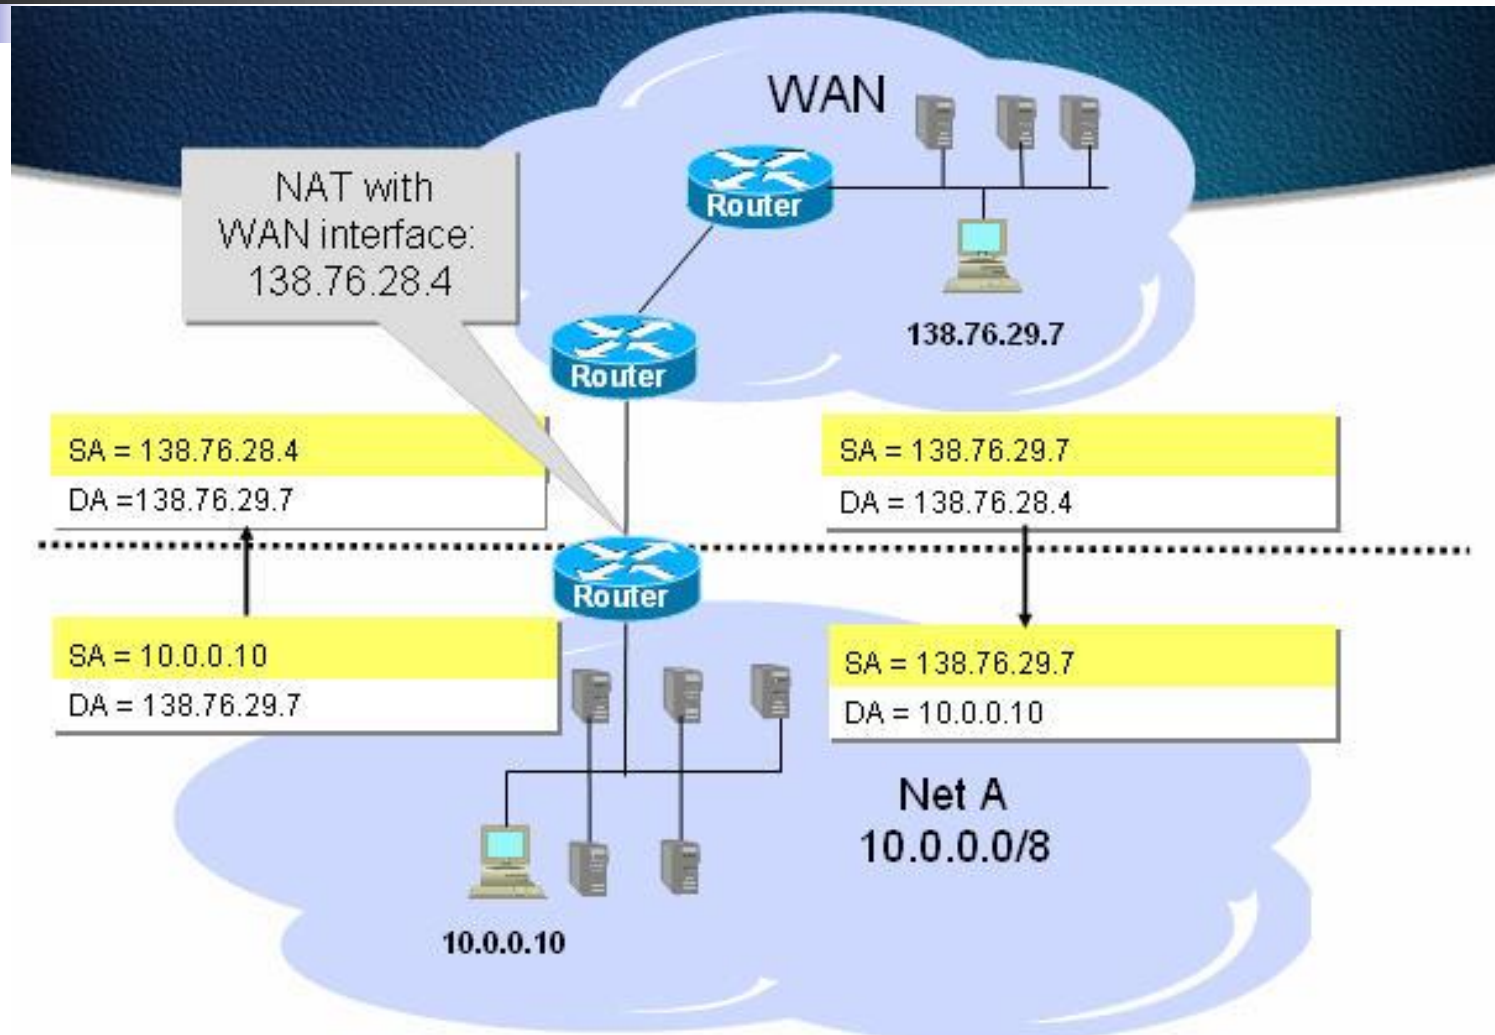 WAN
NAT with
WAN interface:
138.76.28.4
Router
138.76.29.7
Router
SA = 138.76.28.4
DA =138.76.29.7
SA = 138.76.29.7
DA = 138.76.28.4
Router
SA = 10.0.0.10
DA = 138.76.29.7
SA = 138.76.29.7
DA = 10.0.0.10
Net A
10.0.0.0/8
10.0.0.10